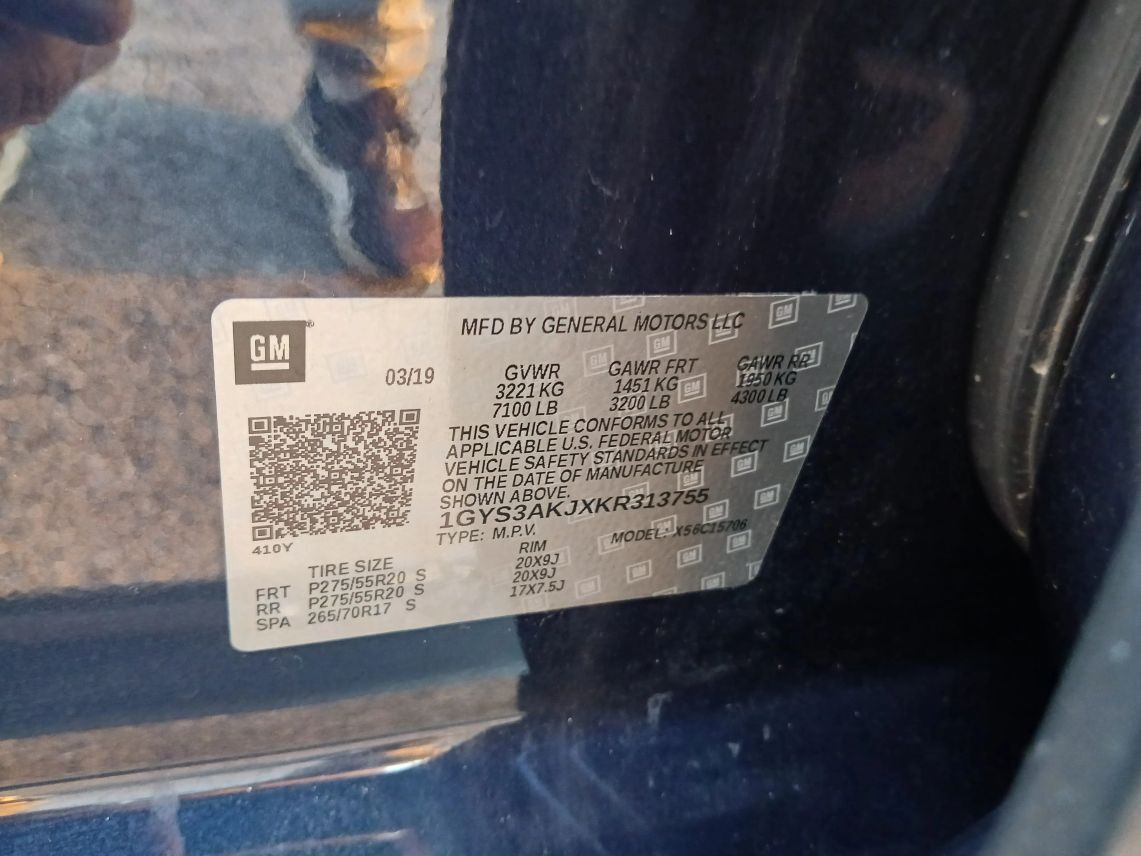 GM
MFD BY GENERAL MOTORS LLC
03/19
GVWR GAWR FRT GAWR RR
3221 KG 1451 KG 1950 KG
7100 LB 3200 LB 4300 LB
THIS VEHICLE CONFORMS TO ALL
APPLICABLE U.S. FEDERAL MOTOR
VEHICLE SAFETY STANDARDS IN EFFECT
ON THE DATE OF MANUFACTURE
SHOWN ABOVE.
1GYS3AKJXKR313755
TYPE: M.P.V. MODEL: X56C15706
410Y
TIRE SIZE RIM
FRT P275/55R20 S 20X9J
RR P275/55R20 S 20X9J
SPA 265/70R17 S 17X7.5J